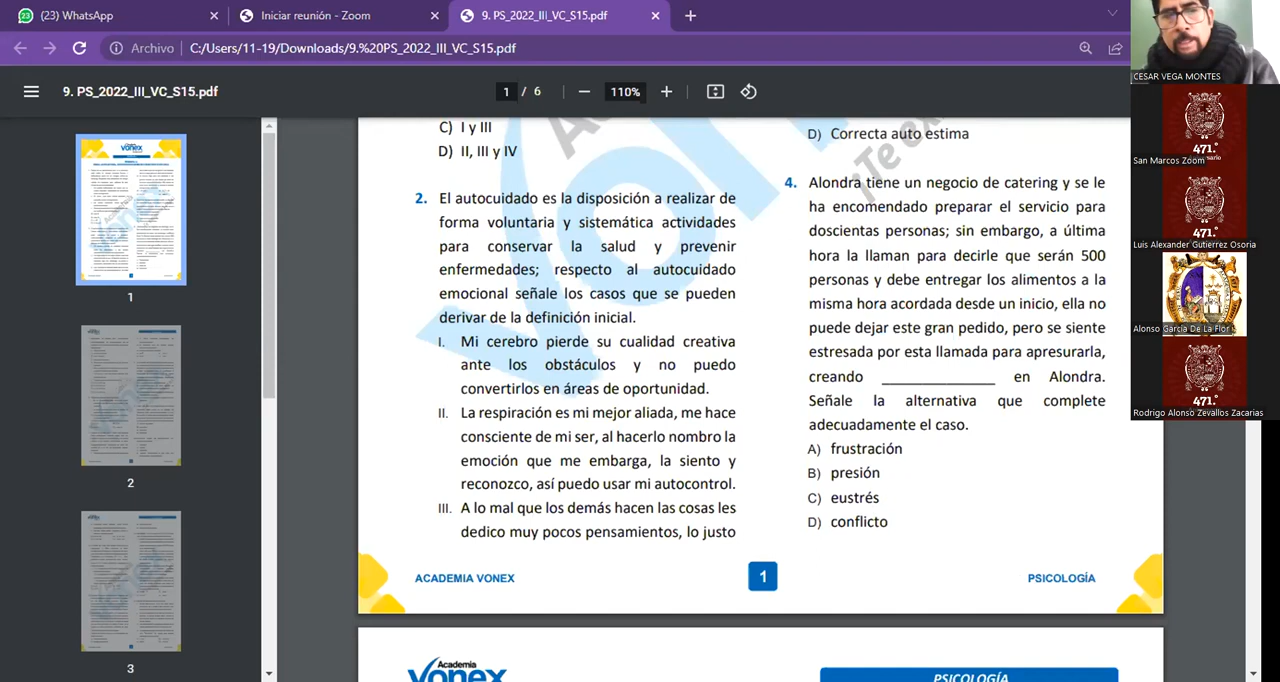 (23) WhatsApp
Iniciar reunión - Zoom
9. PS_2022_III_VC_S15.pdf
Archivo
C:/Users/11-19/Downloads/9.%20PS_2022_III_VC_S15.pdf
9. PS_2022_III_VC_S15.pdf
1 / 6
110%
1
2
3
C) I y III
D) II, III y IV
2. El autocuidado es la disposición a realizar de
forma voluntaria y sistemática actividades
para conservar la salud y prevenir
enfermedades; respecto al autocuidado
emocional señale los casos que se pueden
derivar de la definición inicial.
I. Mi cerebro pierde su cualidad creativa
ante los obstáculos y no puedo
convertirlos en áreas de oportunidad.
II. La respiración es mi mejor aliada, me hace
consciente de mi ser, al hacerlo nombro la
emoción que me embarga, la siento y
reconozco, así puedo usar mi autocontrol.
III. A lo mal que los demás hacen las cosas les
dedico muy pocos pensamientos, lo justo
D) Correcta auto estima
4. Alondra tiene un negocio de catering y se le
ha encomendado preparar el servicio para
doscientas personas; sin embargo, a última
hora la llaman para decirle que serán 500
personas y debe entregar los alimentos a la
misma hora acordada desde un inicio, ella no
puede dejar este gran pedido, pero se siente
estresada por esta llamada para apresurarla,
creando ________________ en Alondra.
Señale la alternativa que complete
adecuadamente el caso.
A) frustración
B) presión
C) eustrés
D) conflicto
ACADEMIA VONEX
1
PSICOLOGÍA
Academia
vonex
PSICOLOGÍA
CESAR VEGA MONTES
471.°
San Marcos Zoom
471.°
Luis Alexander Gutierrez Osoria
Alonso García De La Flor
471.°
Rodrigo Alonso Zevallos Zacarias